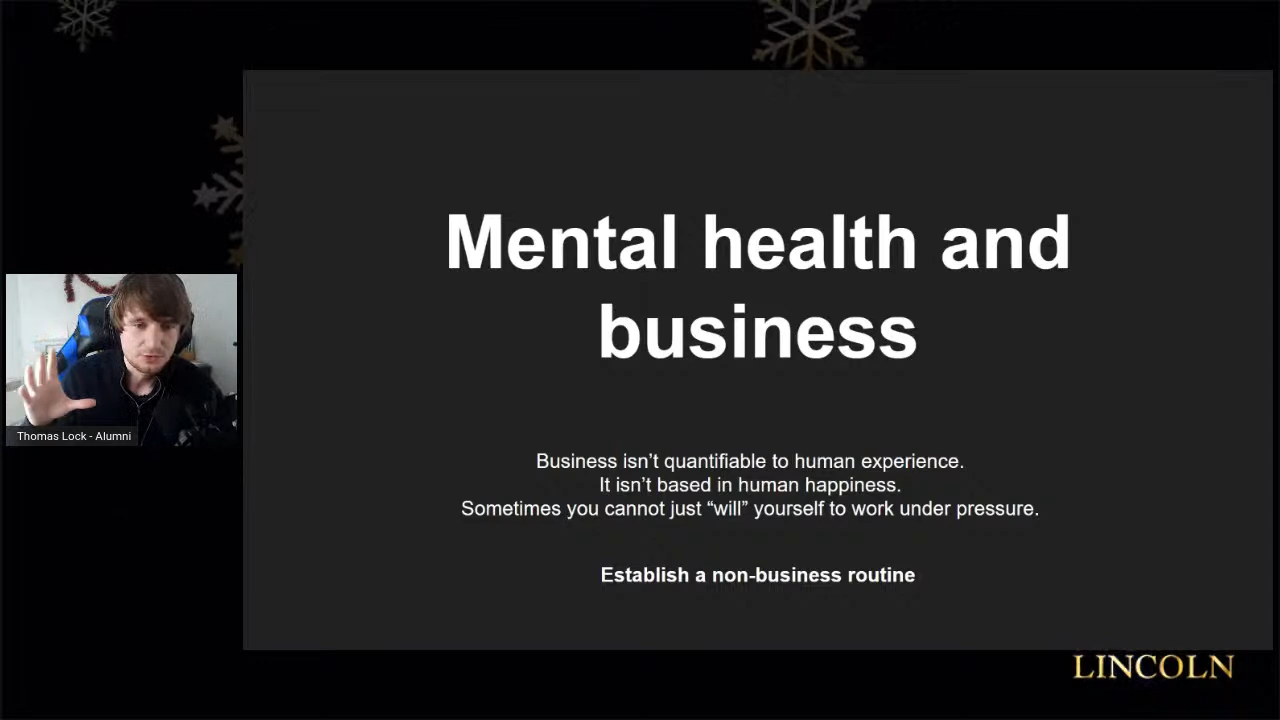 Mental health and
business
Thomas Lock - Alumni
Business isn’t quantifiable to human experience.
It isn’t based in human happiness.
Sometimes you cannot just “will” yourself to work under pressure.
Establish a non-business routine
LINCOLN